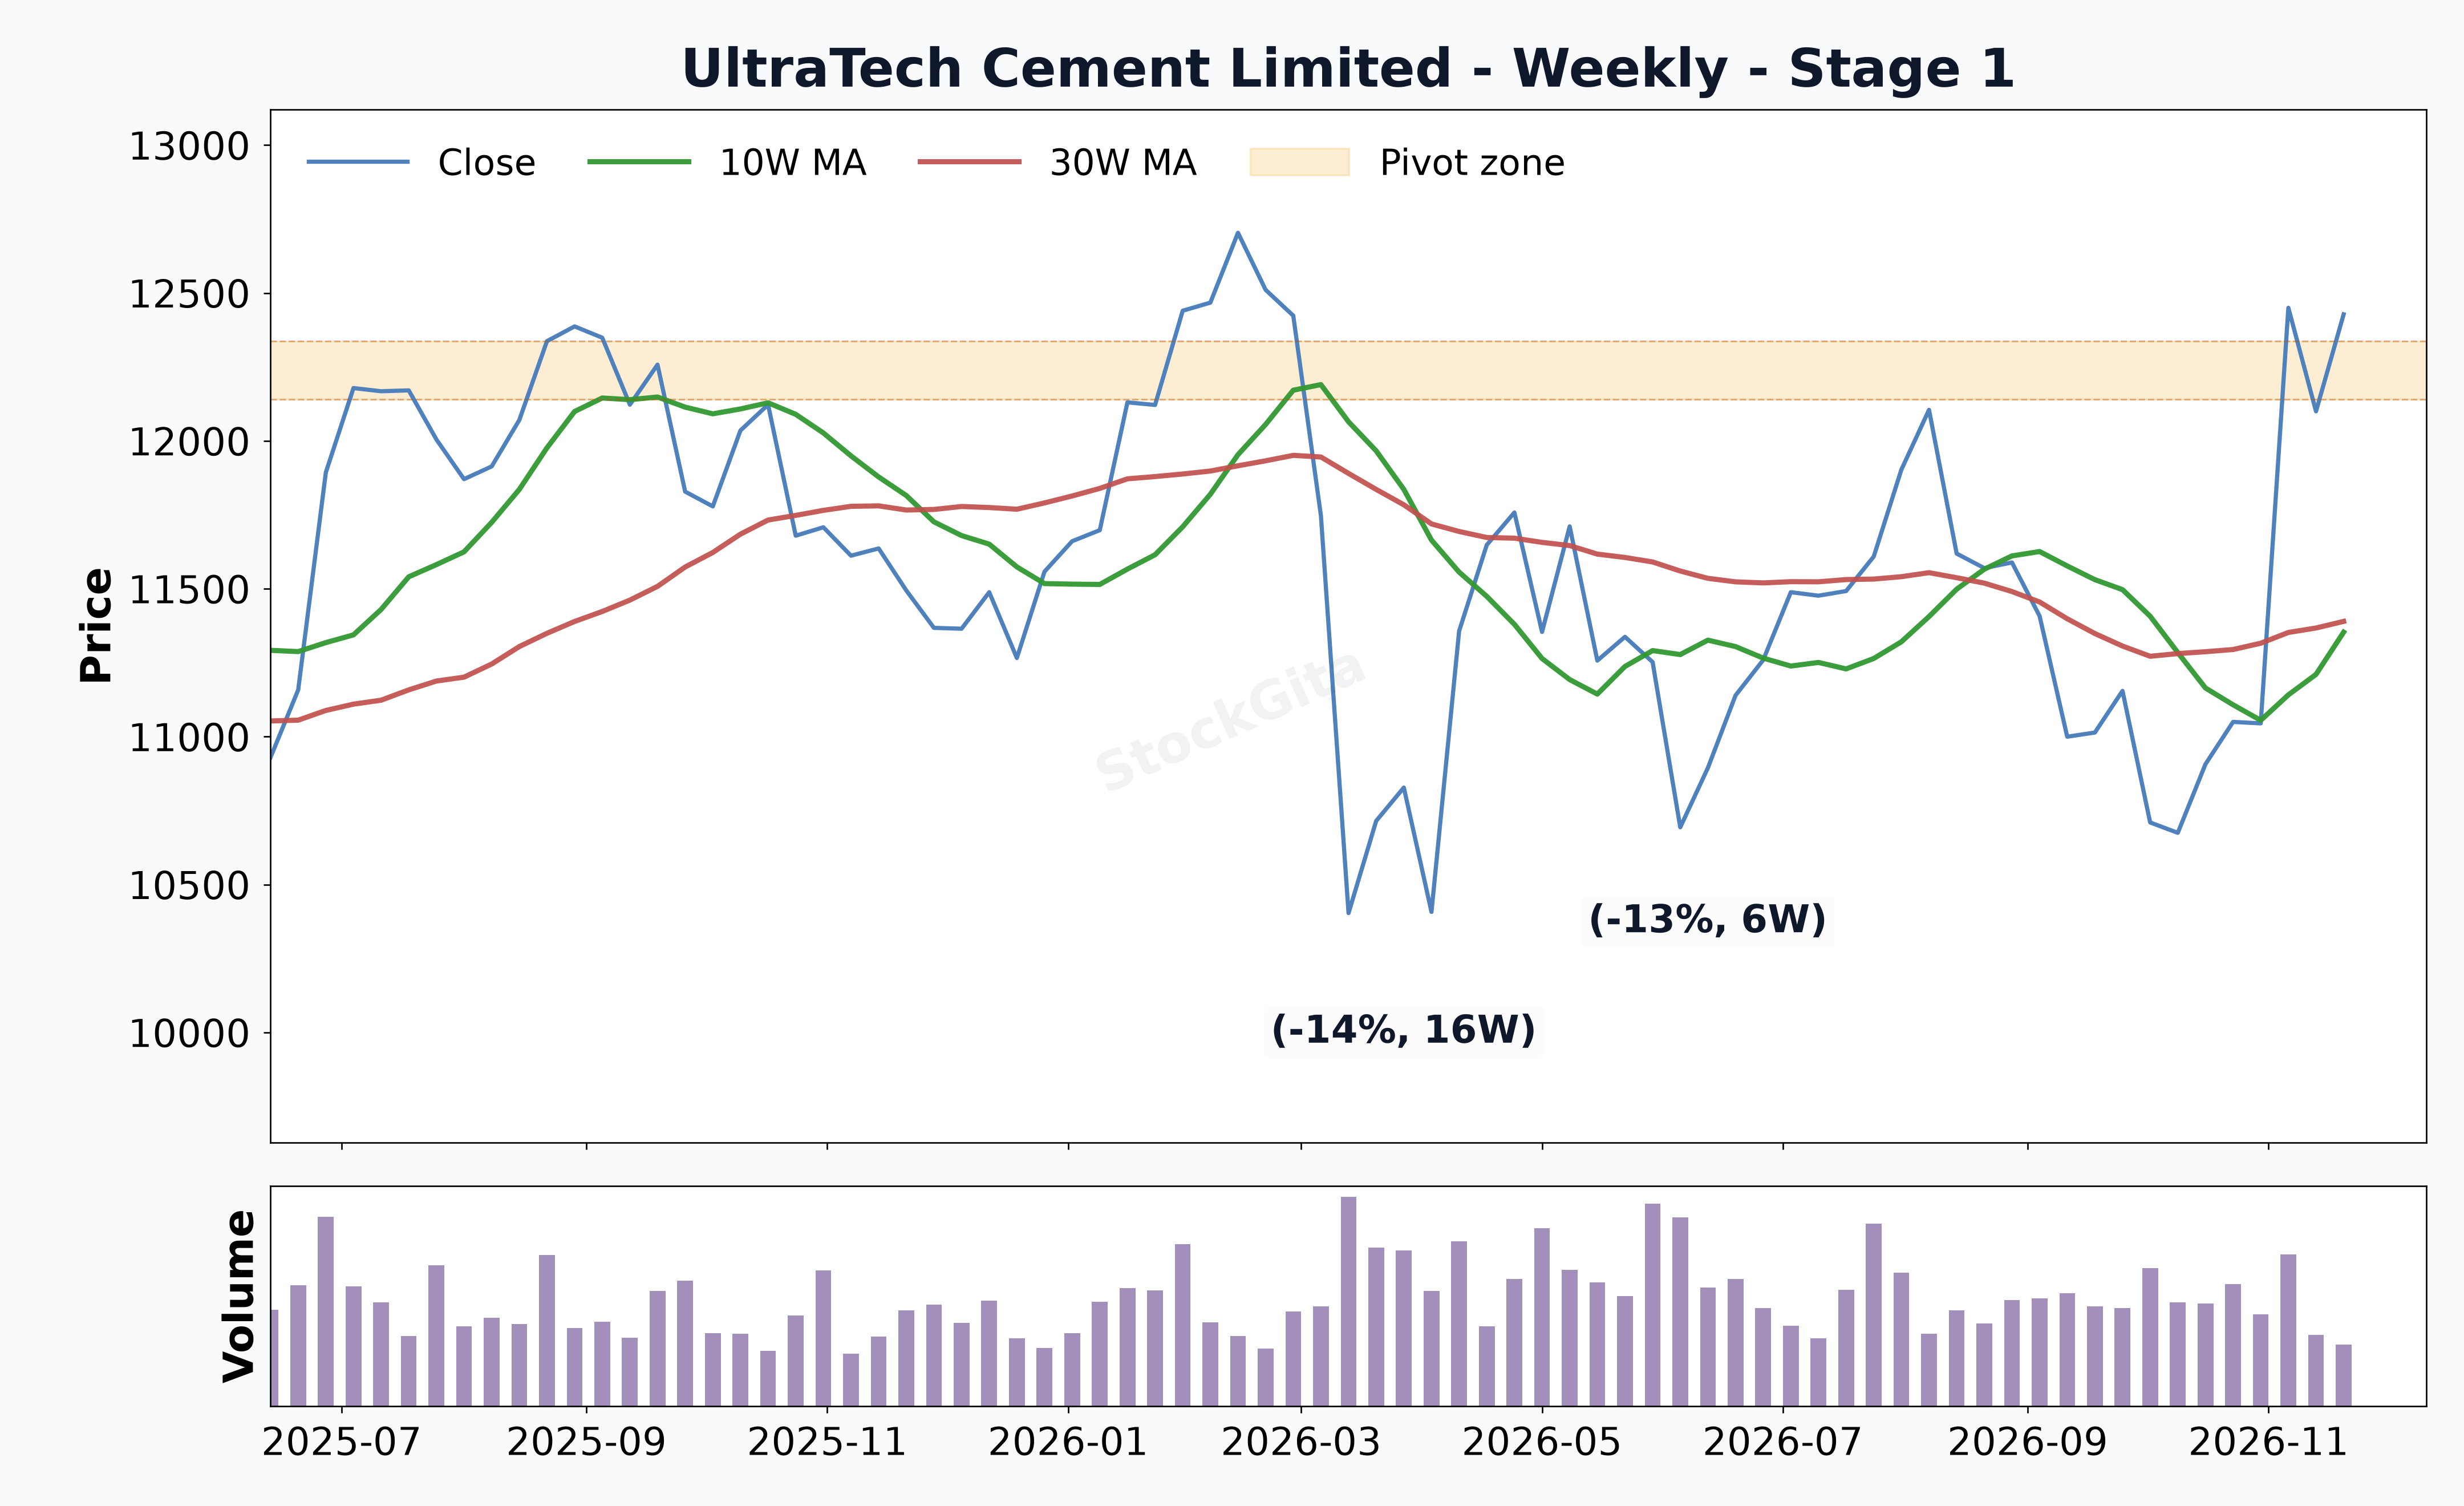 UltraTech Cement Limited - Weekly - Stage 1
Close 10W MA 30W MA Pivot zone
13000
12500
12000
11500
11000
10500
10000
Price
StockGita
(-13%, 6W)
(-14%, 16W)
Volume
2025-07 2025-09 2025-11 2026-01 2026-03 2026-05 2026-07 2026-09 2026-11